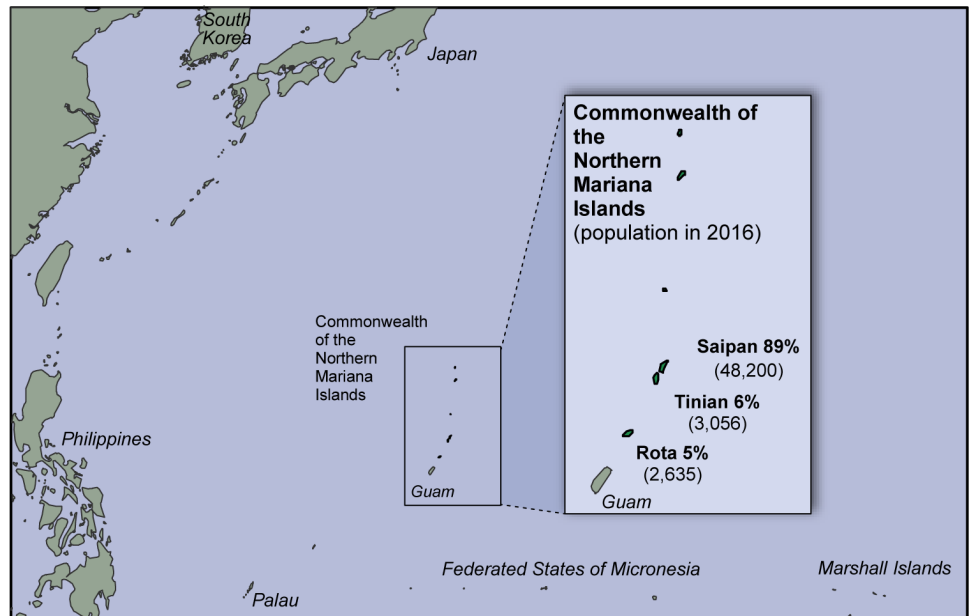 South
Korea
Japan
Commonwealth of
the
Northern
Mariana
Islands
(population in 2016)
Commonwealth
of the
Northern
Mariana
Islands
Saipan 89%
(48,200)
Tinian 6%
(3,056)
Philippines
Rota 5%
(2,635)
Guam
Guam
Federated States of Micronesia
Marshall Islands
Palau